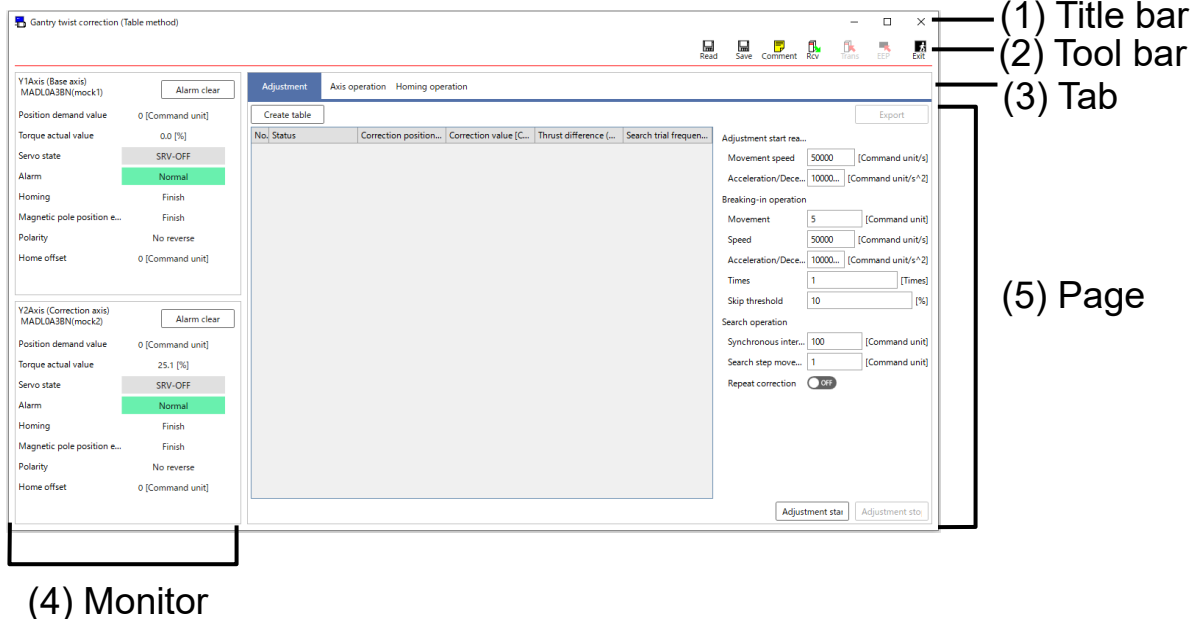 Gantry twist correction (Table method)
(1) Title bar
Read Save Comment Rcv Trans EEP Exit
(2) Tool bar
Y1Axis (Base axis)
MADL0A3BN(mock1)
Alarm clear
Position demand value 0 [Command unit]
Torque actual value 0.0 [%]
Servo state SRV-OFF
Alarm Normal
Homing Finish
Magnetic pole position e... Finish
Polarity No reverse
Home offset 0 [Command unit]
Y2Axis (Correction axis)
MADL0A3BN(mock2)
Alarm clear
Position demand value 0 [Command unit]
Torque actual value 25.1 [%]
Servo state SRV-OFF
Alarm Normal
Homing Finish
Magnetic pole position e... Finish
Polarity No reverse
Home offset 0 [Command unit]
Adjustment Axis operation Homing operation
(3) Tab
Create table Export
No. Status Correction position... Correction value [C... Thrust difference (... Search trial frequen...
Adjustment start rea...
Movement speed 50000 [Command unit/s]
Acceleration/Dece... 10000... [Command unit/s^2]
Breaking-in operation
Movement 5 [Command unit]
Speed 50000 [Command unit/s]
Acceleration/Dece... 10000... [Command unit/s^2]
Times 1 [Times]
Skip threshold 10 [%]
Search operation
Synchronous inter... 100 [Command unit]
Search step move... 1 [Command unit]
Repeat correction OFF
Adjustment star Adjustment sto
(5) Page
(4) Monitor